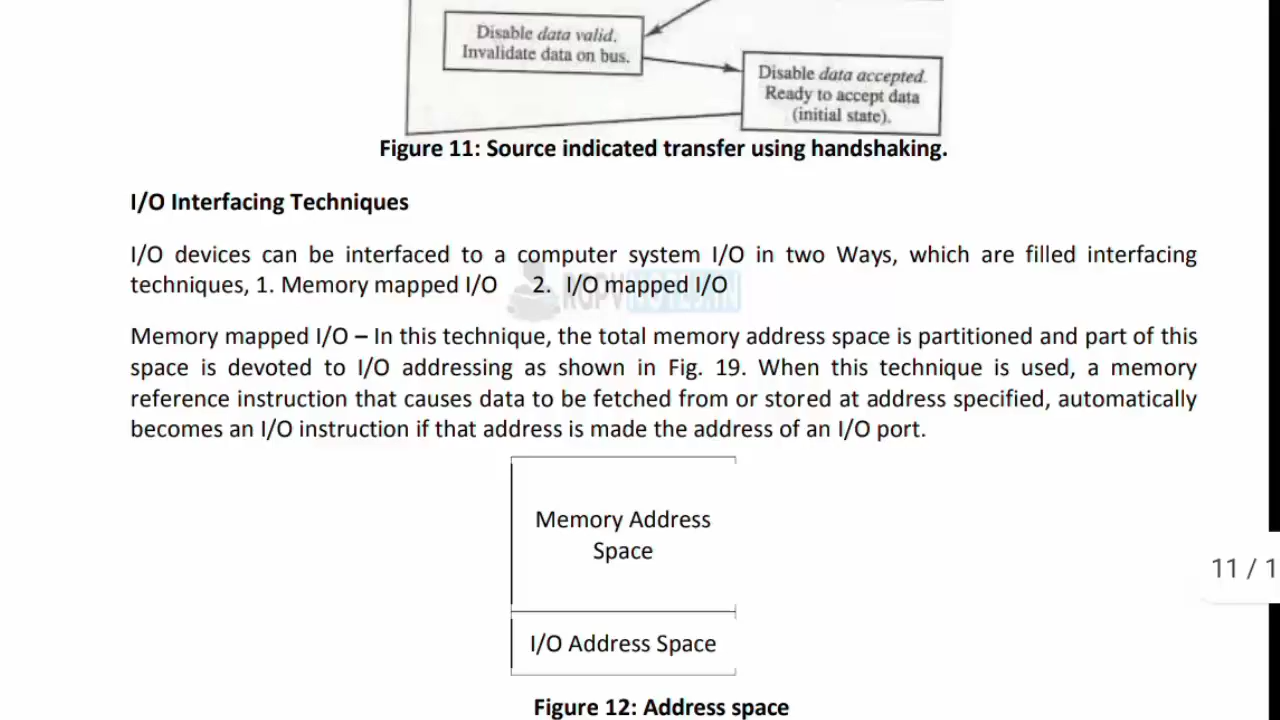 Disable data valid.
Invalidate data on bus.
Disable data accepted.
Ready to accept data
(initial state).
Figure 11: Source indicated transfer using handshaking.
I/O Interfacing Techniques
I/O devices can be interfaced to a computer system I/O in two Ways, which are filled interfacing
techniques, 1. Memory mapped I/O 2. I/O mapped I/O
Memory mapped I/O – In this technique, the total memory address space is partitioned and part of this
space is devoted to I/O addressing as shown in Fig. 19. When this technique is used, a memory
reference instruction that causes data to be fetched from or stored at address specified, automatically
becomes an I/O instruction if that address is made the address of an I/O port.
Memory Address
Space
11 / 1
I/O Address Space
Figure 12: Address space